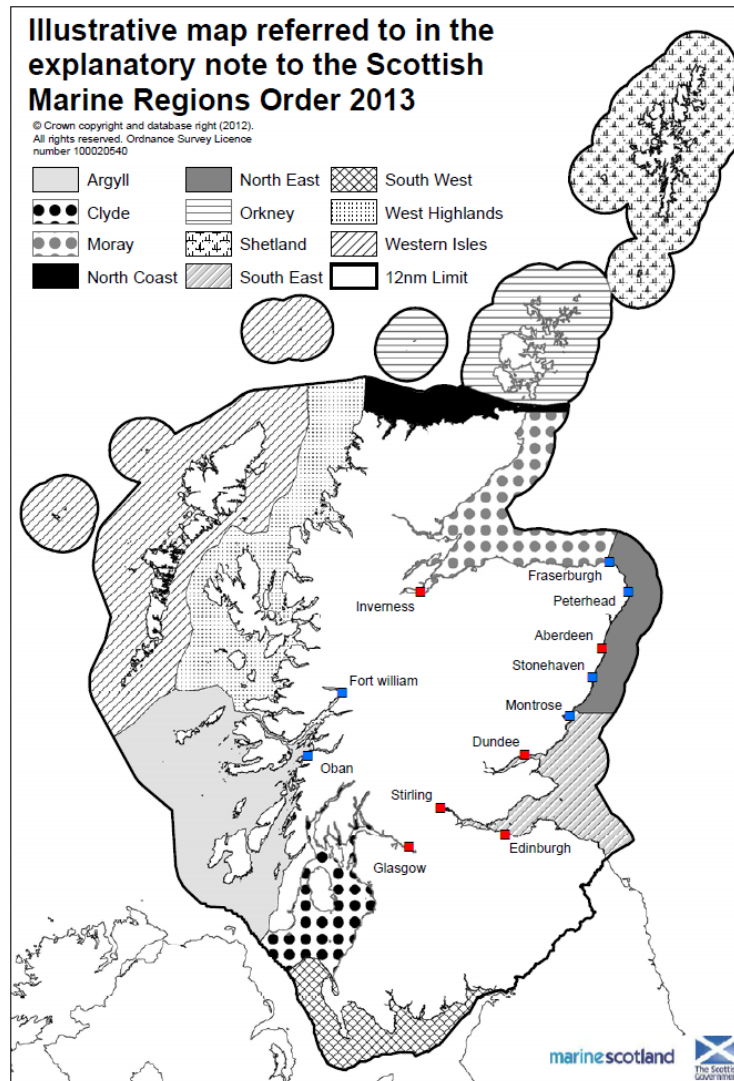 Illustrative map referred to in the
explanatory note to the Scottish
Marine Regions Order 2013
© Crown copyright and database right (2012).
All rights reserved. Ordnance Survey Licence
number 100020540
Argyll
North East
South West
Clyde
Orkney
West Highlands
Moray
Shetland
Western Isles
North Coast
South East
12nm Limit
Fraserburgh
Peterhead
Inverness
Aberdeen
Stonehaven
Fort william
Montrose
Dundee
Oban
Stirling
Edinburgh
Glasgow
marinescotland
The Scottish
Government